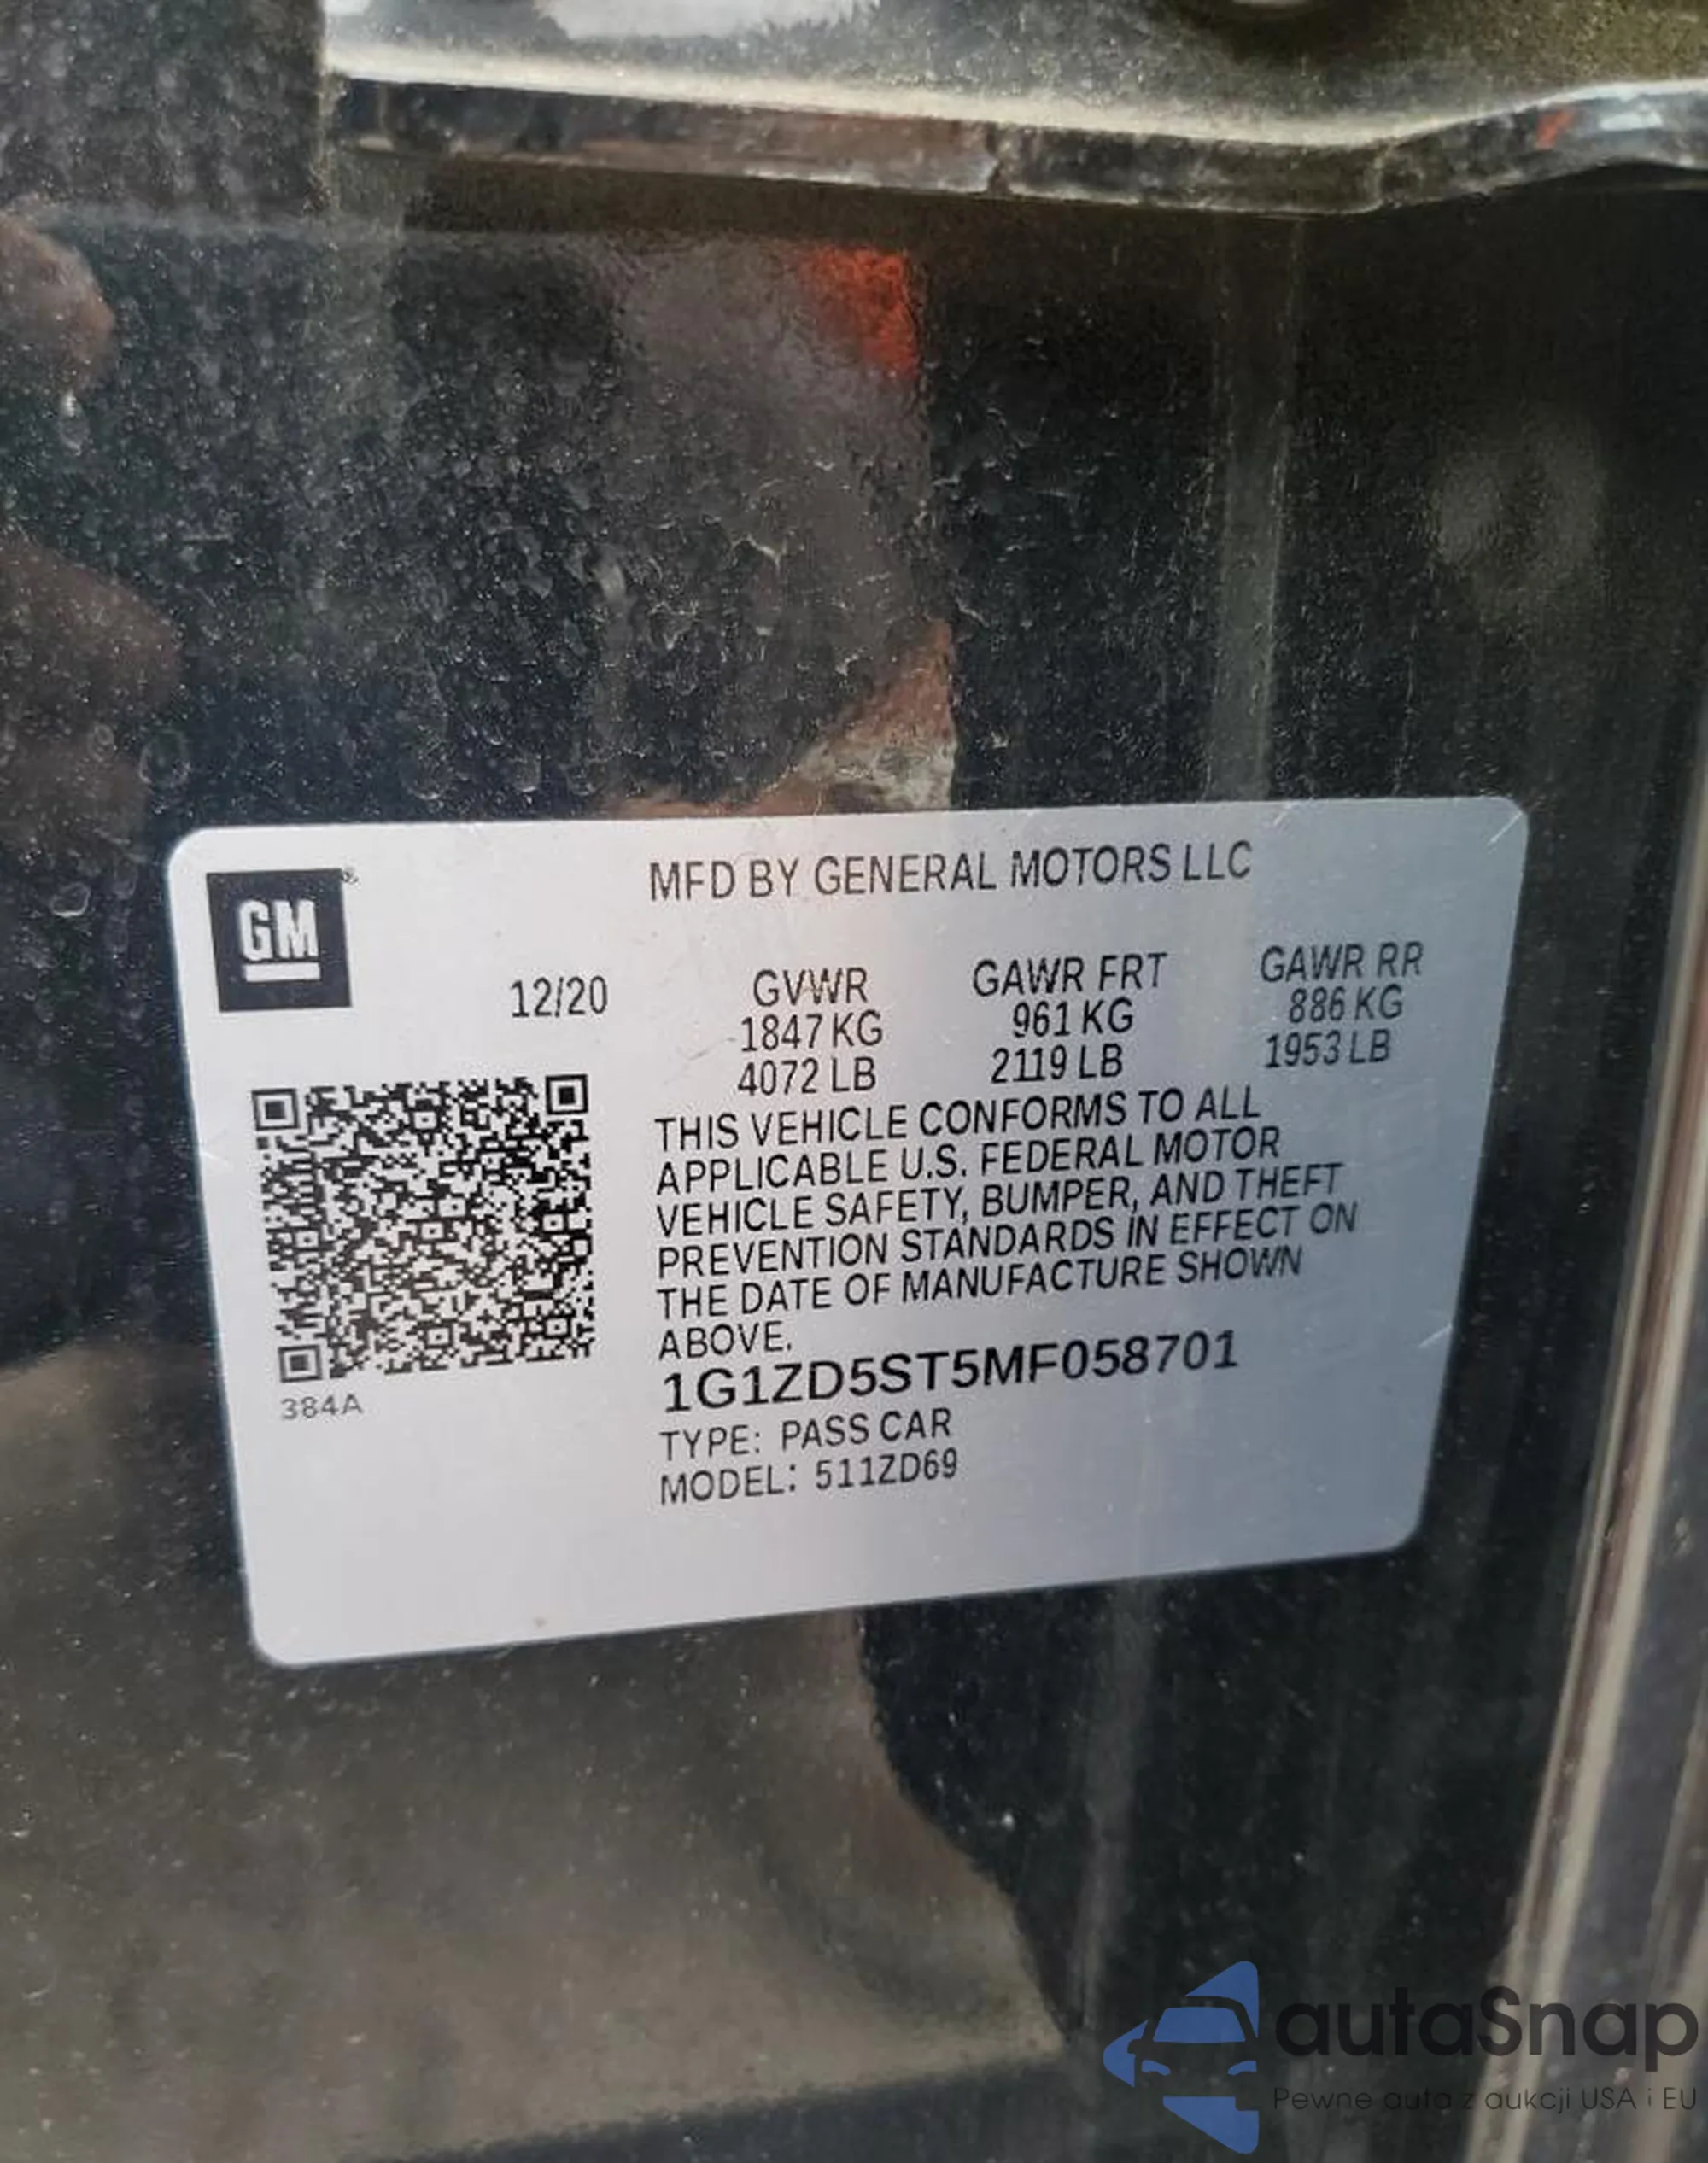 MFD BY GENERAL MOTORS LLC
GM®
12/20
GVWR GAWR FRT GAWR RR
1847 KG 961 KG 886 KG
4072 LB 2119 LB 1953 LB
THIS VEHICLE CONFORMS TO ALL
APPLICABLE U.S. FEDERAL MOTOR
VEHICLE SAFETY, BUMPER, AND THEFT
PREVENTION STANDARDS IN EFFECT ON
THE DATE OF MANUFACTURE SHOWN
ABOVE.
1G1ZD5ST5MF058701
384A
TYPE: PASS CAR
MODEL: 511ZD69
autaSnap
Pewne auta z aukcji USA i EU